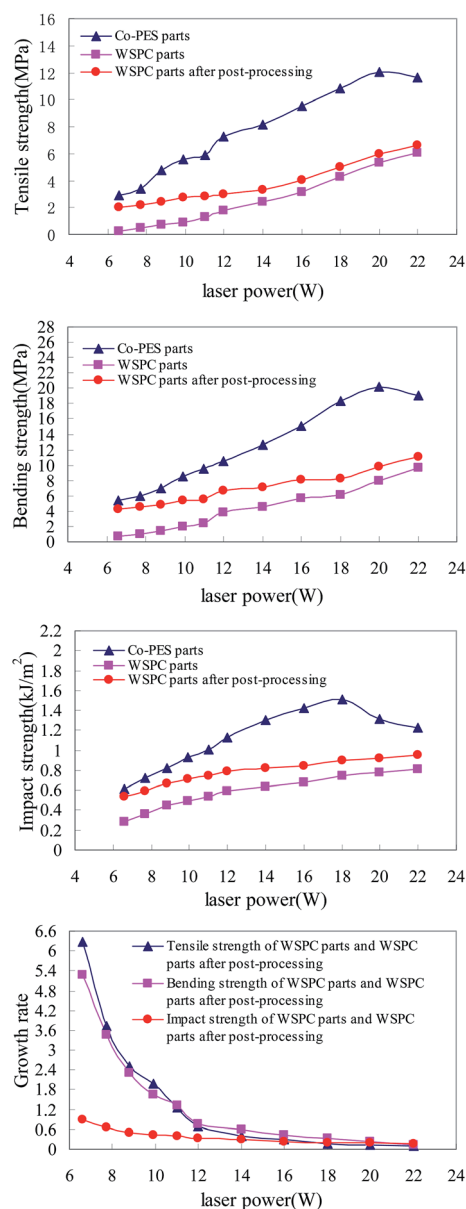 16
14
12
10
8
6
4
2
0
Tensile strength(MPa)
Co-PES parts
WSPC parts
WSPC parts after post-processing
4 6 8 10 12 14 16 18 20 22 24
laser power(W)
28
26
24
22
20
18
16
14
12
10
8
6
4
2
0
Bending strength(MPa)
Co-PES parts
WSPC parts
WSPC parts after post-processing
4 6 8 10 12 14 16 18 20 22 24
laser power(W)
2.2
2
1.8
1.6
1.4
1.2
1
0.8
0.6
0.4
0.2
0
Impact strength(kJ/m²)
Co-PES parts
WSPC parts
WSPC parts after post-processing
4 6 8 10 12 14 16 18 20 22 24
laser power(W)
6.6
6
5.4
4.8
4.2
3.6
3
2.4
1.8
1.2
0.6
0
Growth rate
Tensile strength of WSPC parts and WSPC
parts after post-processing
Bending strength of WSPC parts and WSPC
parts after post-processing
Impact strength of WSPC parts and WSPC
parts after post-processing
6 8 10 12 14 16 18 20 22 24
laser power(W)